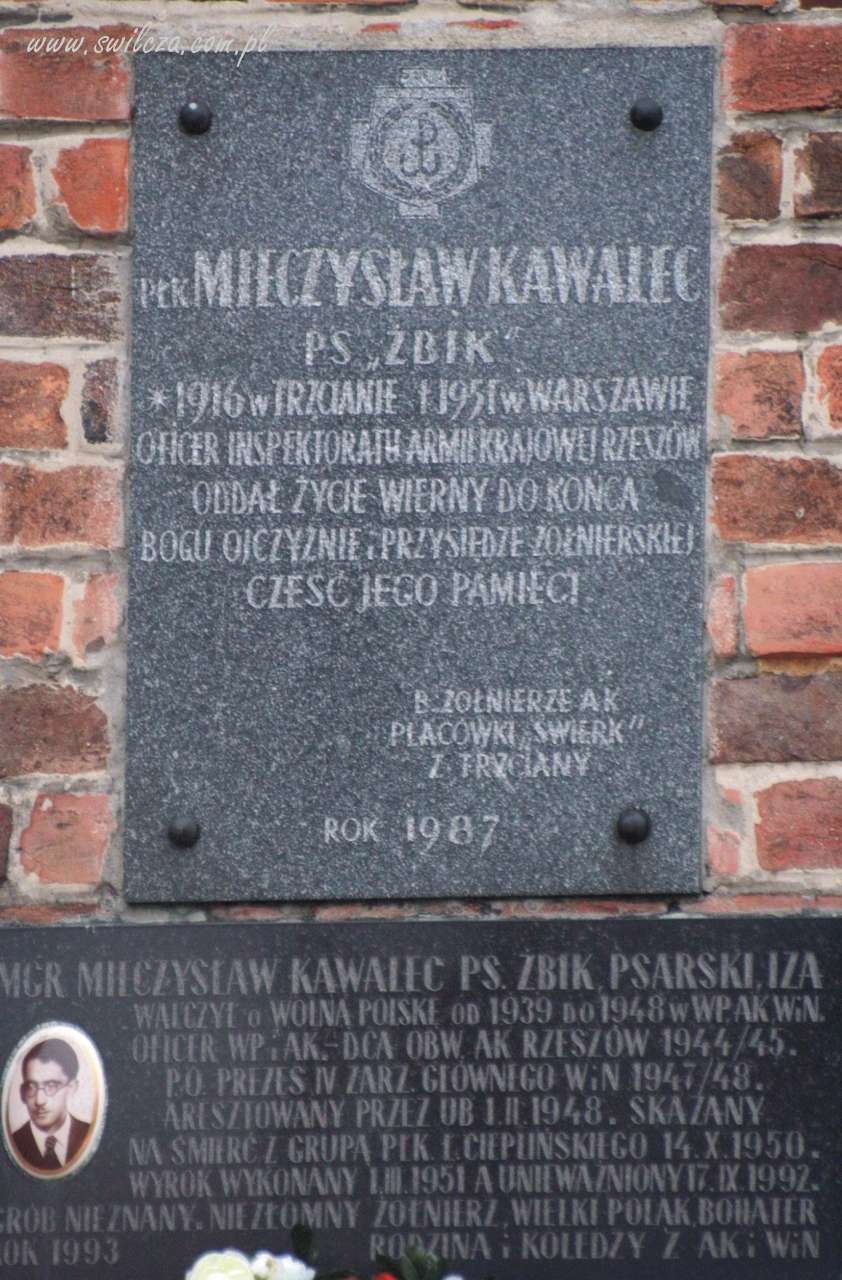 www.swilcza.com.pl
PŁK. MIECZYSŁAW KAWALEC
PS „ŻBIK"
*1916 w TRZCIANIE †.1951 w WARSZAWIE,
OFICER INSPEKTORATH ARMII KRAJOWEJ RZESZÓW
ODDAŁ ŻYCIE WIERNY DO KOŃCA
BOGU OJCZYŹNIE i PRZYSIĘDZE ŻOŁNIERSKIEJ
CZEŚĆ JEGO PAMIĘCI.
B. ŻOŁNIERZE A K
PLACÓWKI „ŚWIERK"
Z TRZCIANY
ROK 1987
MGR MIECZYSŁAW KAWALEC PS. ŻBIK, PSARSKI, IZA
WALCZYŁ o WOLNĄ POLSKĘ OD 1939 DO 1948 w WP. AK. WiN.
OFICER WP i AK.-DCA OBW. AK RZESZÓW 1944/45.
P.O. PREZES IV ZARZ. GŁÓWNEGO WiN 1947/48.
ARESZTOWANY PRZEZ UB 1.II.1948. SKAZANY
NA ŚMIERĆ Z GRUPĄ PŁK Ł. CIEPLIŃSKIEGO 14.X.1950.
WYROK WYKONANY 1.III.1951 A UNIEWAŻNIONY 17.IX.1992.
GRÓB NIEZNANY. NIEZŁOMNY ŻOŁNIERZ, WIELKI POLAK, BOHATER
ROK 1993 RODZINA i KOLEDZY Z AK i WiN